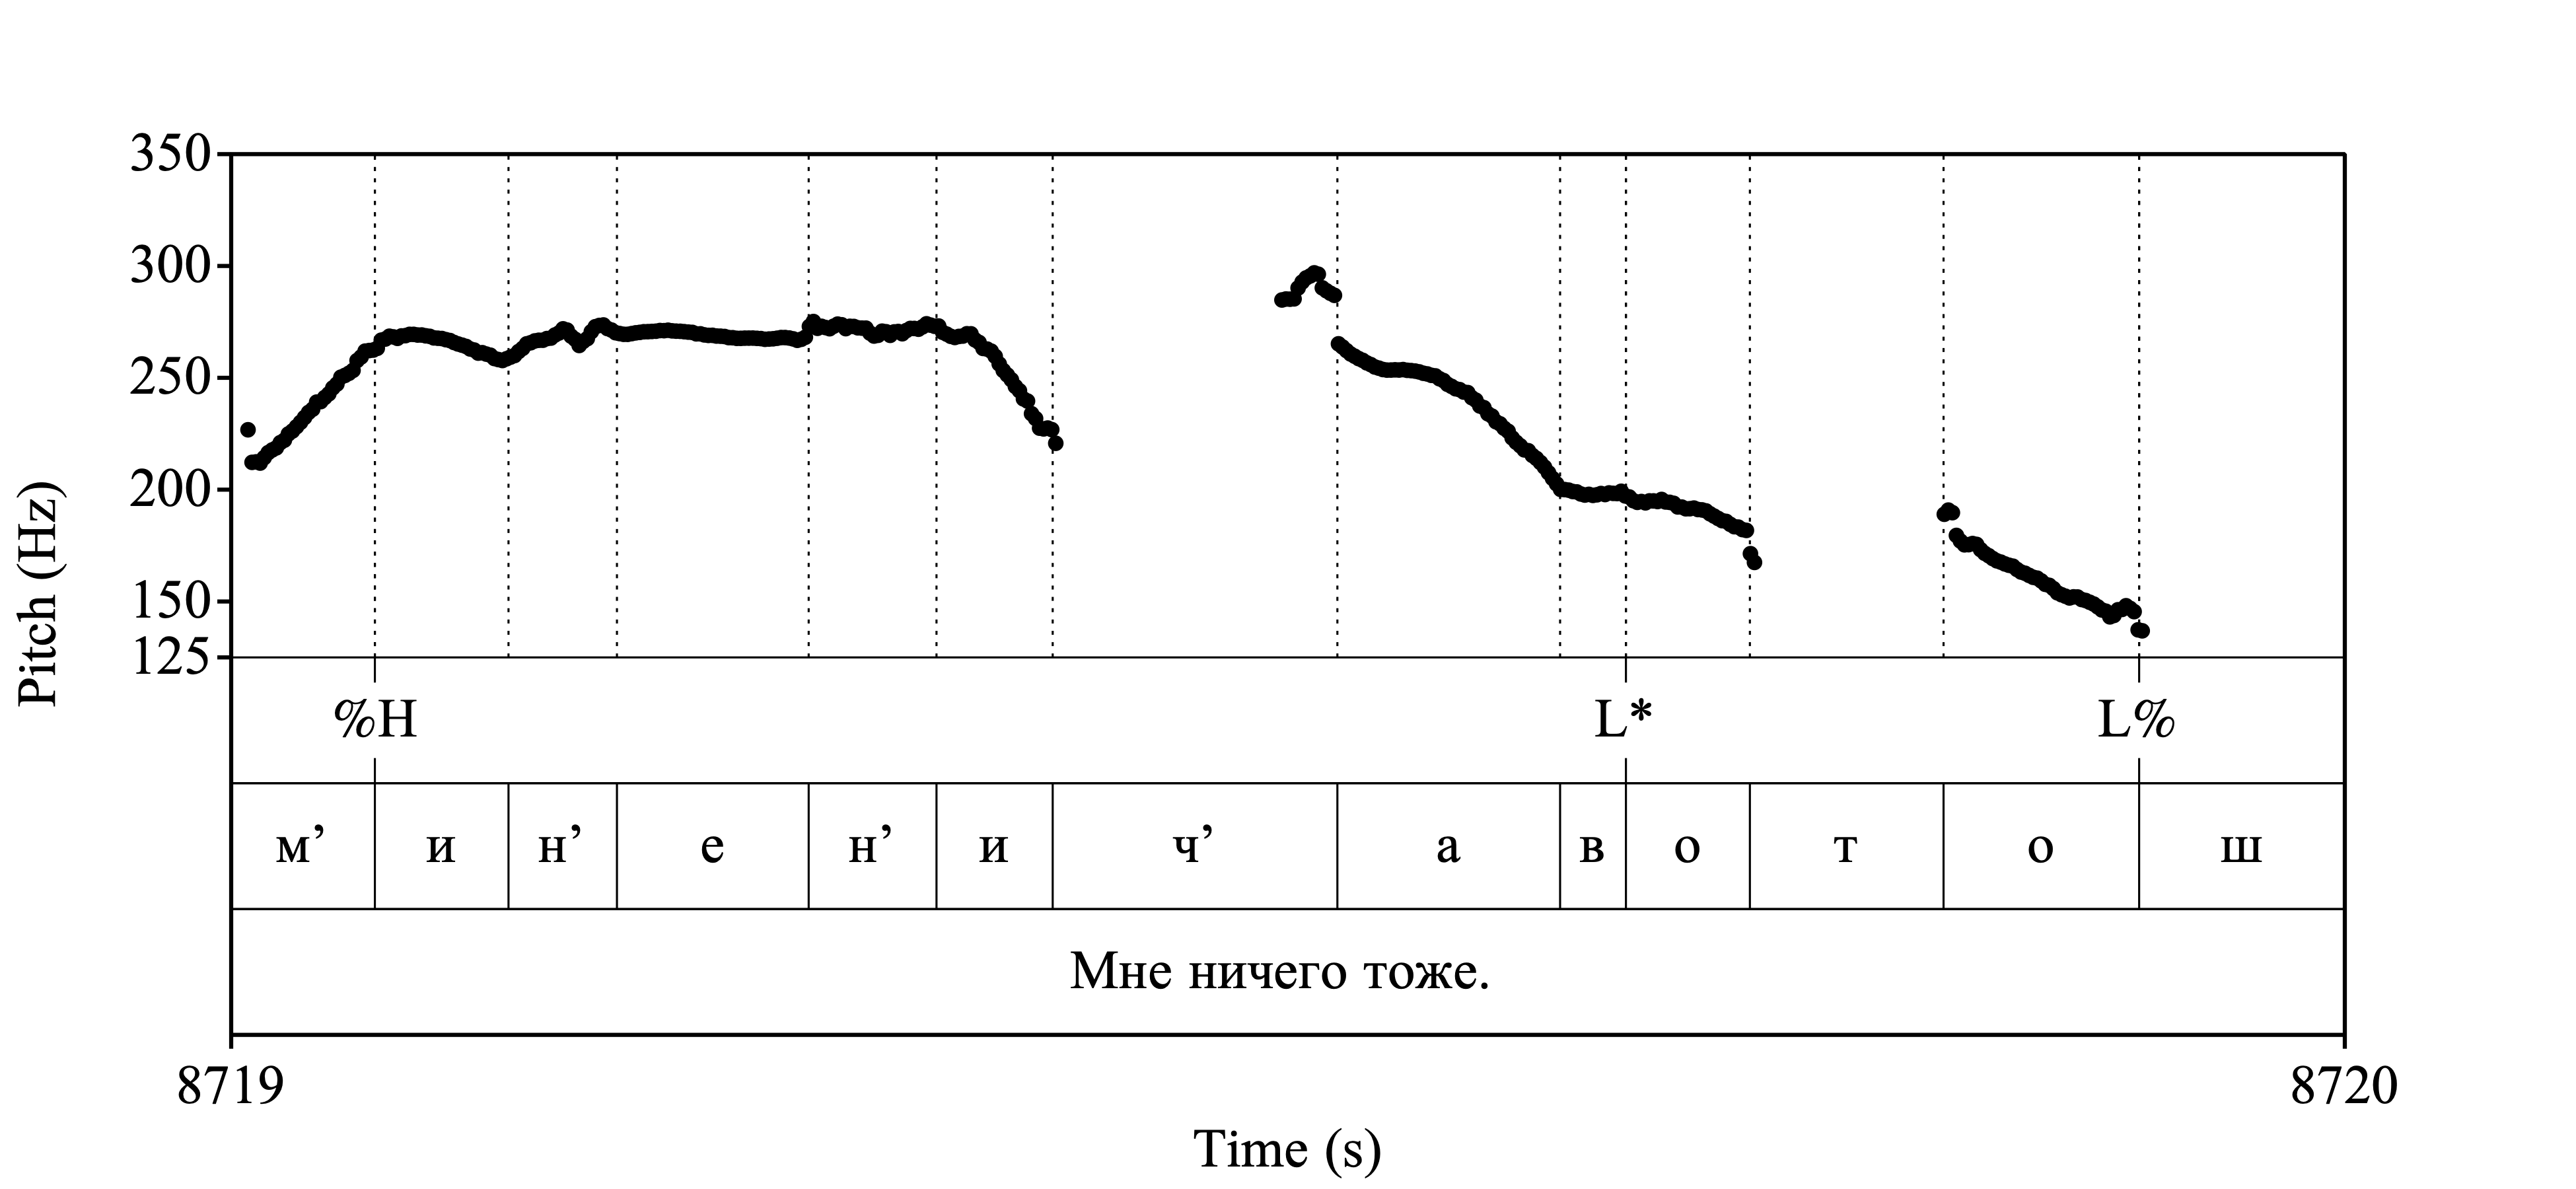 350
300
250
200
150
125
Pitch (Hz)
%H L* L%
м’ и н’ е н’ и ч’ а в о т о ш
Мне ничего тоже.
8719 8720
Time (s)